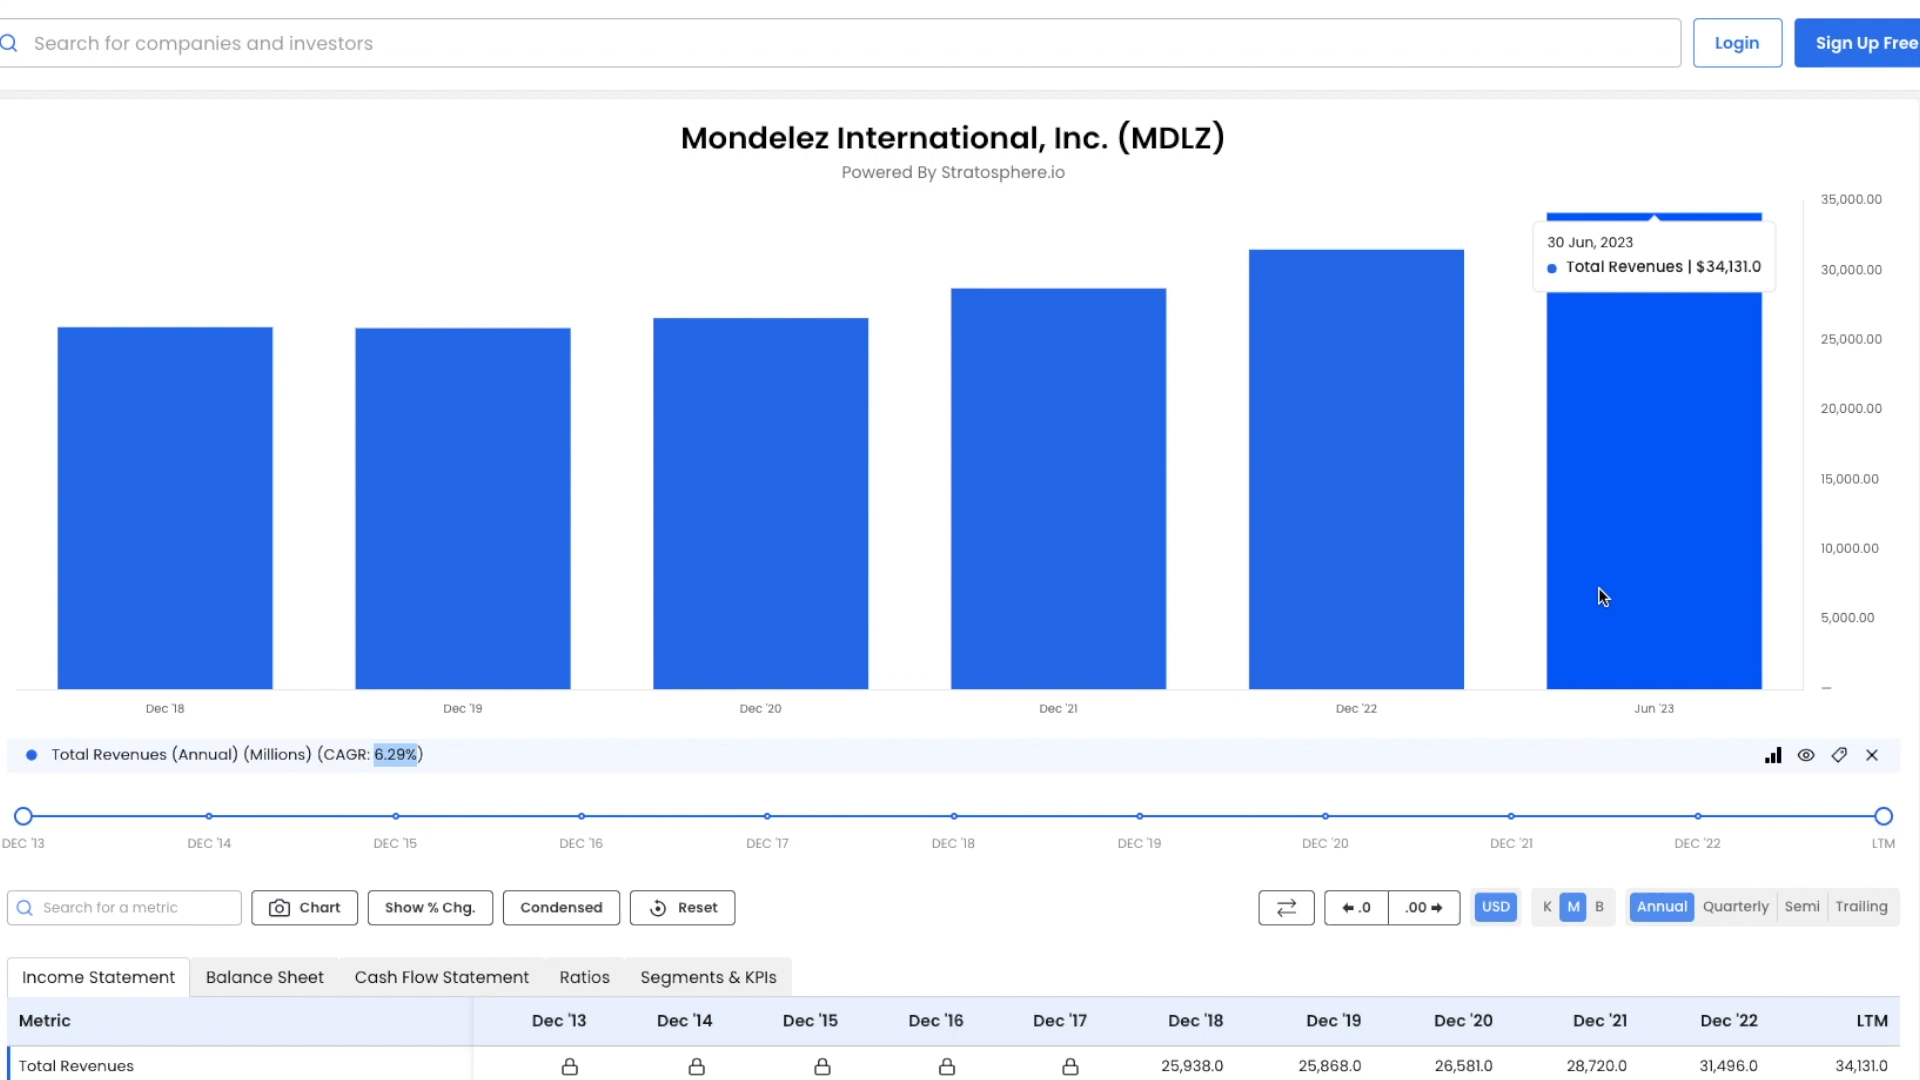 Search for companies and investors
Login
Sign Up Free
Mondelez International, Inc. (MDLZ)
Powered By Stratosphere.io
35,000.00
30 Jun, 2023
Total Revenues | $34,131.0
30,000.00
25,000.00
20,000.00
15,000.00
10,000.00
5,000.00
—
Dec '18 Dec '19 Dec '20 Dec '21 Dec '22 Jun '23
Total Revenues (Annual) (Millions) (CAGR: 6.29%)
DEC '13 DEC '14 DEC '15 DEC '16 DEC '17 DEC '18 DEC '19 DEC '20 DEC '21 DEC '22 LTM
Search for a metric Chart Show % Chg. Condensed Reset .0 .00 USD K M B Annual Quarterly Semi Trailing
Income Statement Balance Sheet Cash Flow Statement Ratios Segments & KPIs
Metric Dec '13 Dec '14 Dec '15 Dec '16 Dec '17 Dec '18 Dec '19 Dec '20 Dec '21 Dec '22 LTM
Total Revenues 25,938.0 25,868.0 26,581.0 28,720.0 31,496.0 34,131.0